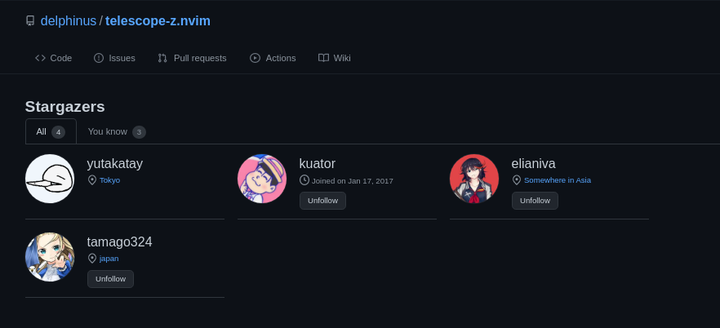 delphinus / telescope-z.nvim
Code Issues Pull requests Actions Wiki
Stargazers
All 4 You know 3
yutakatay
Tokyo
kuator
Joined on Jan 17, 2017
Unfollow
elianiva
Somewhere in Asia
Unfollow
tamago324
japan
Unfollow